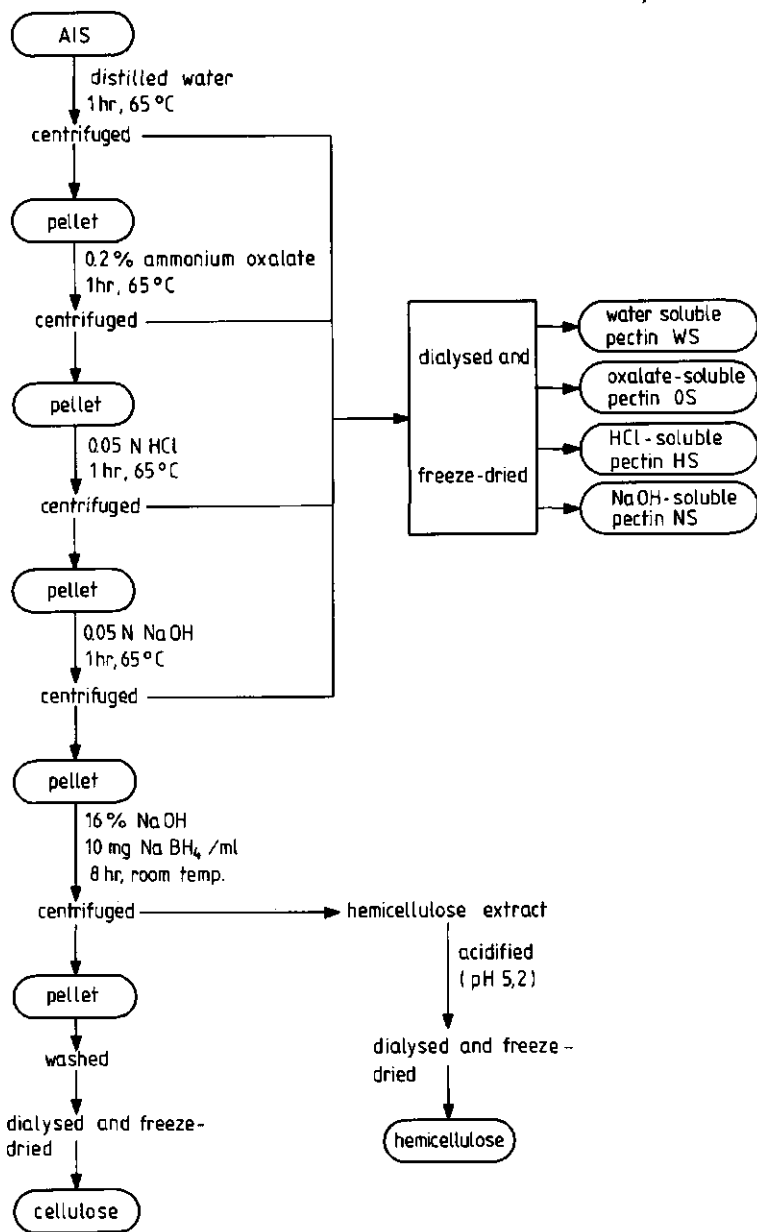 AIS
distilled water
1hr, 65°C
centrifuged
pellet
0.2% ammonium oxalate
1hr, 65°C
centrifuged
pellet
0.05 N HCl
1hr, 65°C
centrifuged
pellet
0.05 N NaOH
1hr, 65°C
centrifuged
pellet
16% NaOH
10 mg NaBH₄/ml
8 hr, room temp.
centrifuged
pellet
washed
dialysed and freeze-
dried
cellulose
dialysed and
freeze-dried
water soluble
pectin WS
oxalate-soluble
pectin OS
HCl-soluble
pectin HS
NaOH-soluble
pectin NS
hemicellulose extract
acidified
(pH 5,2)
dialysed and freeze-
dried
hemicellulose